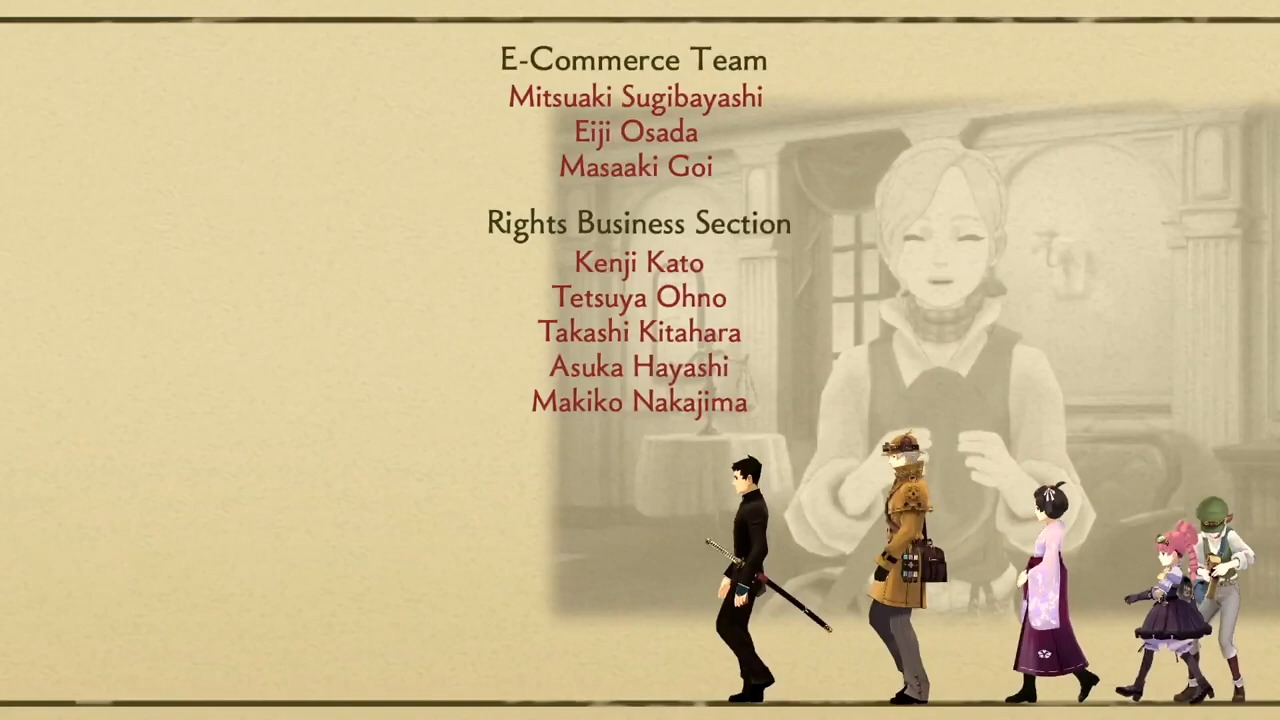 E-Commerce Team
Mitsuaki Sugibayashi
Eiji Osada
Masaaki Goi
Rights Business Section
Kenji Kato
Tetsuya Ohno
Takashi Kitahara
Asuka Hayashi
Makiko Nakajima